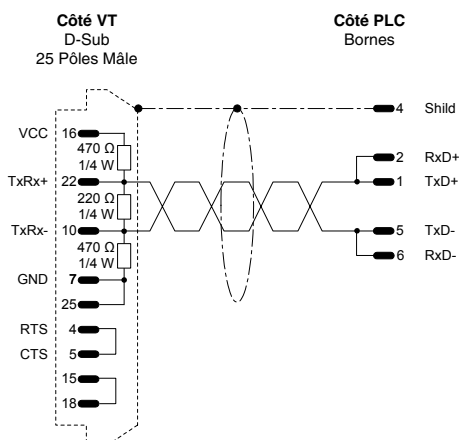 Côté VT
D-Sub
25 Pôles Mâle
Côté PLC
Bornes
4 Shild
VCC 16
470 Ω
1/4 W
2 RxD+
TxRx+ 22
1 TxD+
220 Ω
1/4 W
TxRx- 10
5 TxD-
470 Ω
1/4 W
6 RxD-
GND 7
25
RTS 4
CTS 5
15
18